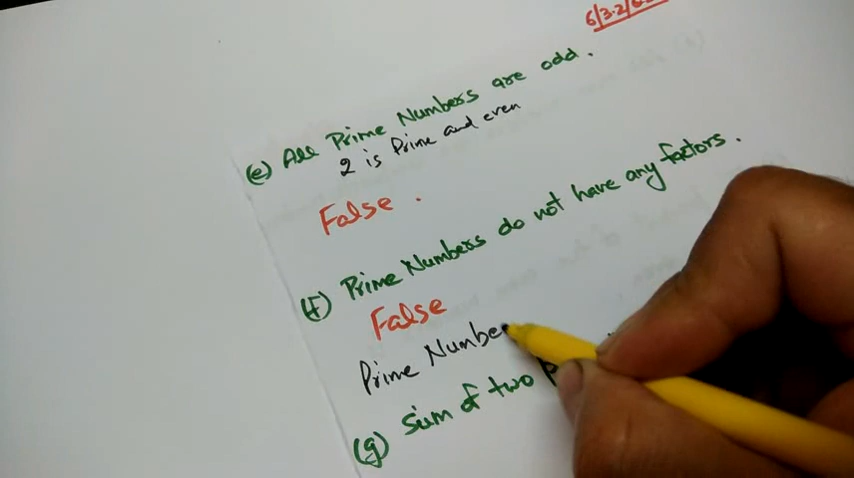 (e) All Prime Numbers are odd.
2 is Prime and even
False.
(f) Prime Numbers do not have any factors.
False
Prime Numbe
(g) Sum of two